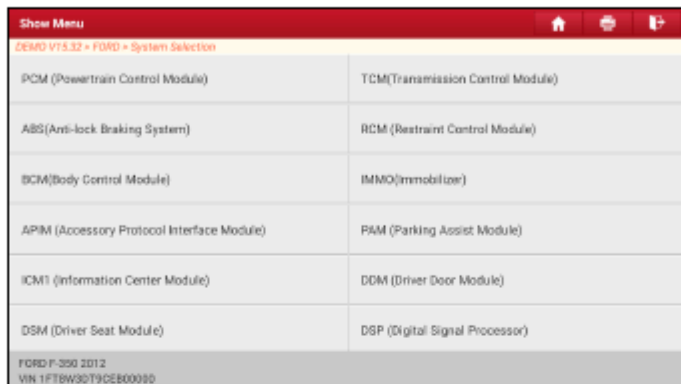 Show Menu
DEMO V15.32 > FORD > System Selection
PCM (Powertrain Control Module)
TCM(Transmission Control Module)
ABS(Anti-lock Braking System)
RCM (Restraint Control Module)
BCM(Body Control Module)
IMMO(Immobilizer)
APIM (Accessory Protocol Interface Module)
PAM (Parking Assist Module)
ICM1 (Information Center Module)
DDM (Driver Door Module)
DSM (Driver Seat Module)
DSP (Digital Signal Processor)
FORD F-350 2012
VIN 1FT8W3DT9CEB00000